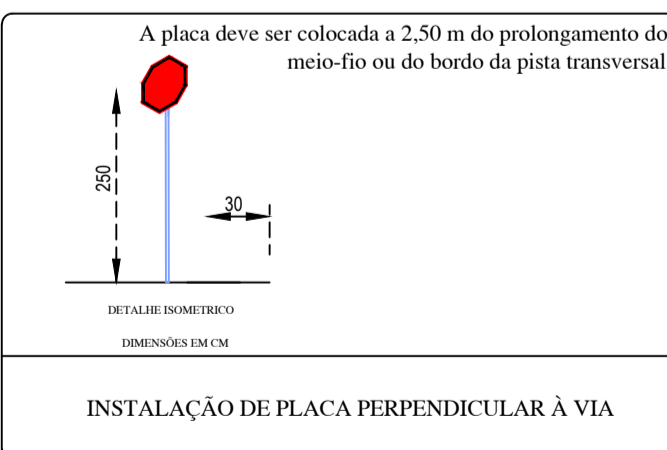 A placa deve ser colocada a 2,50 m do prolongamento do
meio-fio ou do bordo da pista transversal
250
30
DETALHE ISOMETRICO
DIMENSÕES EM CM
INSTALAÇÃO DE PLACA PERPENDICULAR À VIA